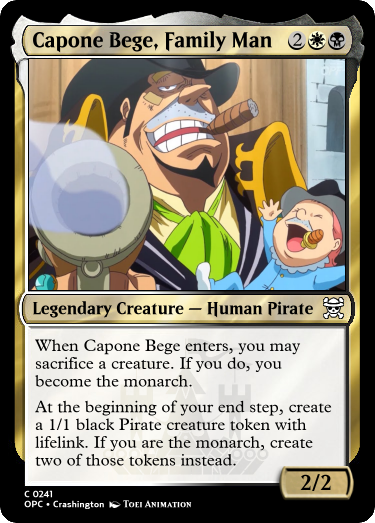 Capone Bege, Family Man 2
Legendary Creature — Human Pirate
When Capone Bege enters, you may
sacrifice a creature. If you do, you
become the monarch.
At the beginning of your end step, create
a 1/1 black Pirate creature token with
lifelink. If you are the monarch, create
two of those tokens instead.
2/2
C 0241
OPC • Crashington TOEI ANIMATION